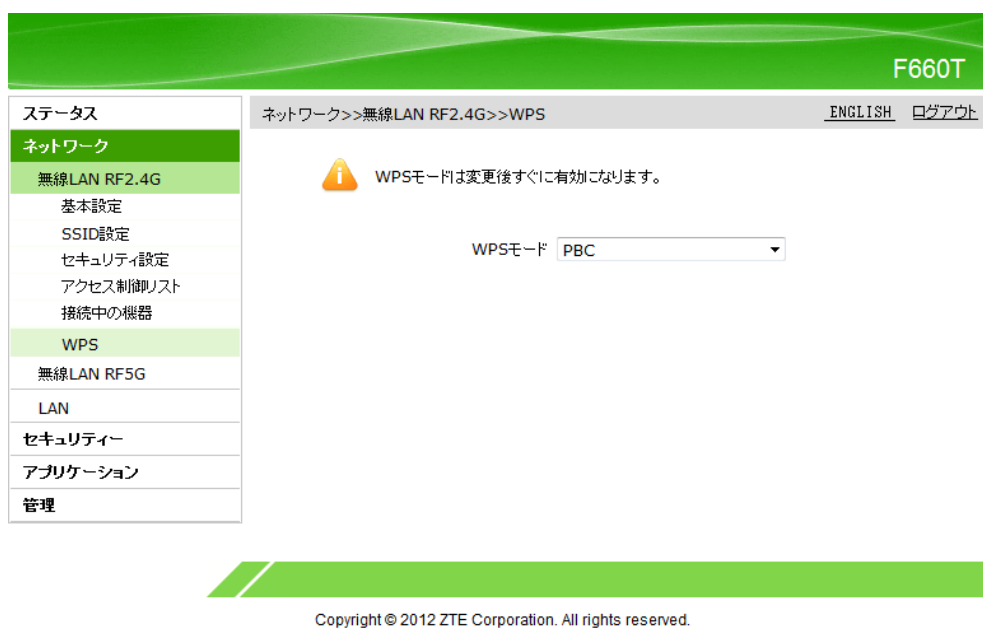 F660T
ステータス
ネットワーク>>無線LAN RF2.4G>>WPS
ENGLISH
ログアウト
ネットワーク
無線LAN RF2.4G
基本設定
SSID設定
セキュリティ設定
アクセス制御リスト
接続中の機器
WPS
無線LAN RF5G
LAN
セキュリティー
アプリケーション
管理
WPSモードは変更後すぐに有効になります。
WPSモード PBC
Copyright © 2012 ZTE Corporation. All rights reserved.